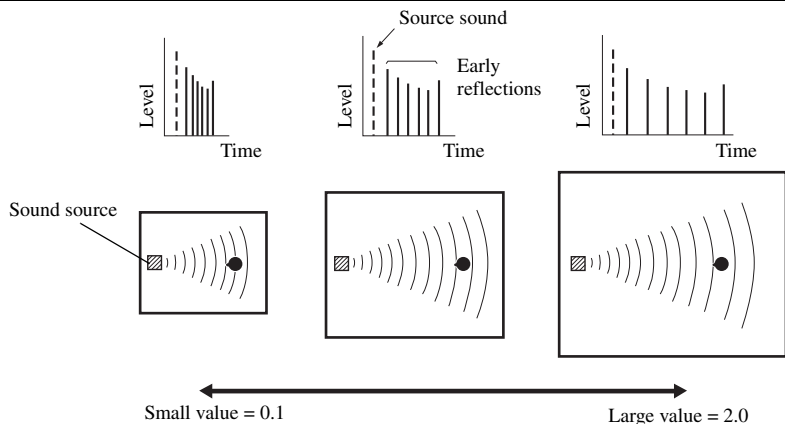 Source sound
Early
reflections
Level
Time
Level
Time
Level
Time
Sound source
Small value = 0.1
Large value = 2.0